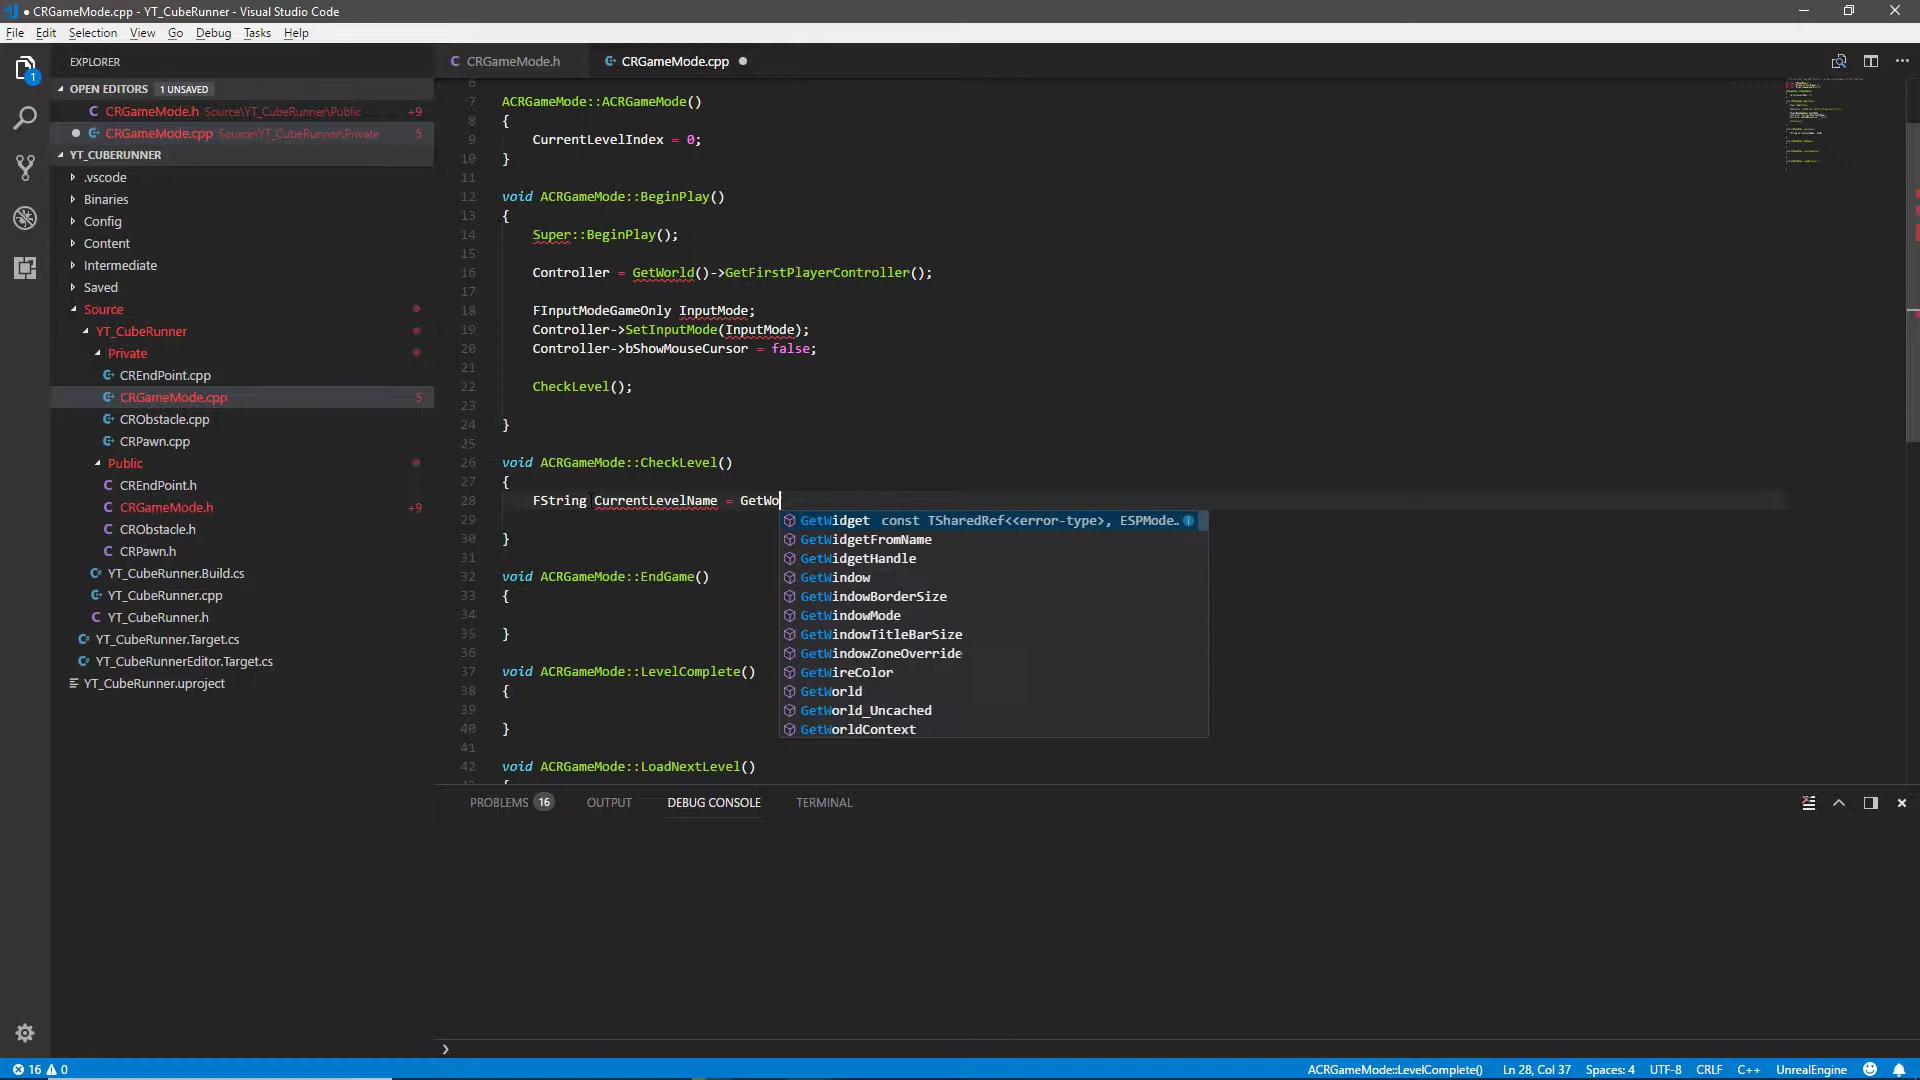 CRGameMode.cpp - YT_CubeRunner - Visual Studio Code
File Edit Selection View Go Debug Tasks Help
EXPLORER
OPEN EDITORS 1 UNSAVED
CRGameMode.h Source\YT_CubeRunner\Public +9
CRGameMode.cpp Source\YT_CubeRunner\Private 5
YT_CUBERUNNER
.vscode
Binaries
Config
Content
Intermediate
Saved
Source
YT_CubeRunner
Private
CREndPoint.cpp
CRGameMode.cpp 5
CRObstacle.cpp
CRPawn.cpp
Public
CREndPoint.h
CRGameMode.h +9
CRObstacle.h
CRPawn.h
YT_CubeRunner.Build.cs
YT_CubeRunner.cpp
YT_CubeRunner.h
YT_CubeRunner.Target.cs
YT_CubeRunnerEditor.Target.cs
YT_CubeRunner.uproject
1
CRGameMode.h CRGameMode.cpp
6
7 ACRGameMode::ACRGameMode()
8 {
9 CurrentLevelIndex = 0;
10 }
11
12 void ACRGameMode::BeginPlay()
13 {
14 Super::BeginPlay();
15
16 Controller = GetWorld()->GetFirstPlayerController();
17
18 FInputModeGameOnly InputMode;
19 Controller->SetInputMode(InputMode);
20 Controller->bShowMouseCursor = false;
21
22 CheckLevel();
23
24 }
25
26 void ACRGameMode::CheckLevel()
27 {
28 FString CurrentLevelName = GetWo
29
30 }
31
32 void ACRGameMode::EndGame()
33 {
34
35 }
36
37 void ACRGameMode::LevelComplete()
38 {
39
40 }
41
42 void ACRGameMode::LoadNextLevel()
{
GetWidget const TSharedRef<<error-type>, ESPMode..
GetWidgetFromName
GetWidgetHandle
GetWindow
GetWindowBorderSize
GetWindowMode
GetWindowTitleBarSize
GetWindowZoneOverride
GetWireColor
GetWorld
GetWorld_Uncached
GetWorldContext
PROBLEMS 16 OUTPUT DEBUG CONSOLE TERMINAL
16 0 ACRGameMode::LevelComplete() Ln 28, Col 37 Spaces: 4 UTF-8 CRLF C++ UnrealEngine